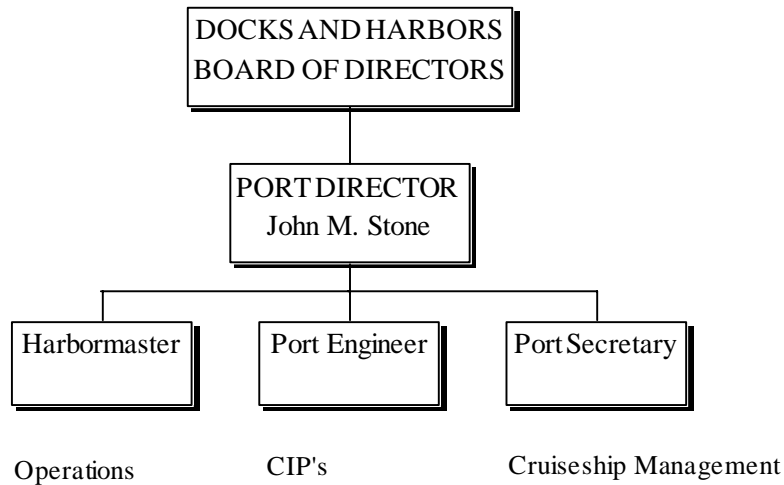 DOCKS AND HARBORS
BOARD OF DIRECTORS
PORT DIRECTOR
John M. Stone
Harbormaster
Port Engineer
Port Secretary
Operations
CIP's
Cruiseship Management